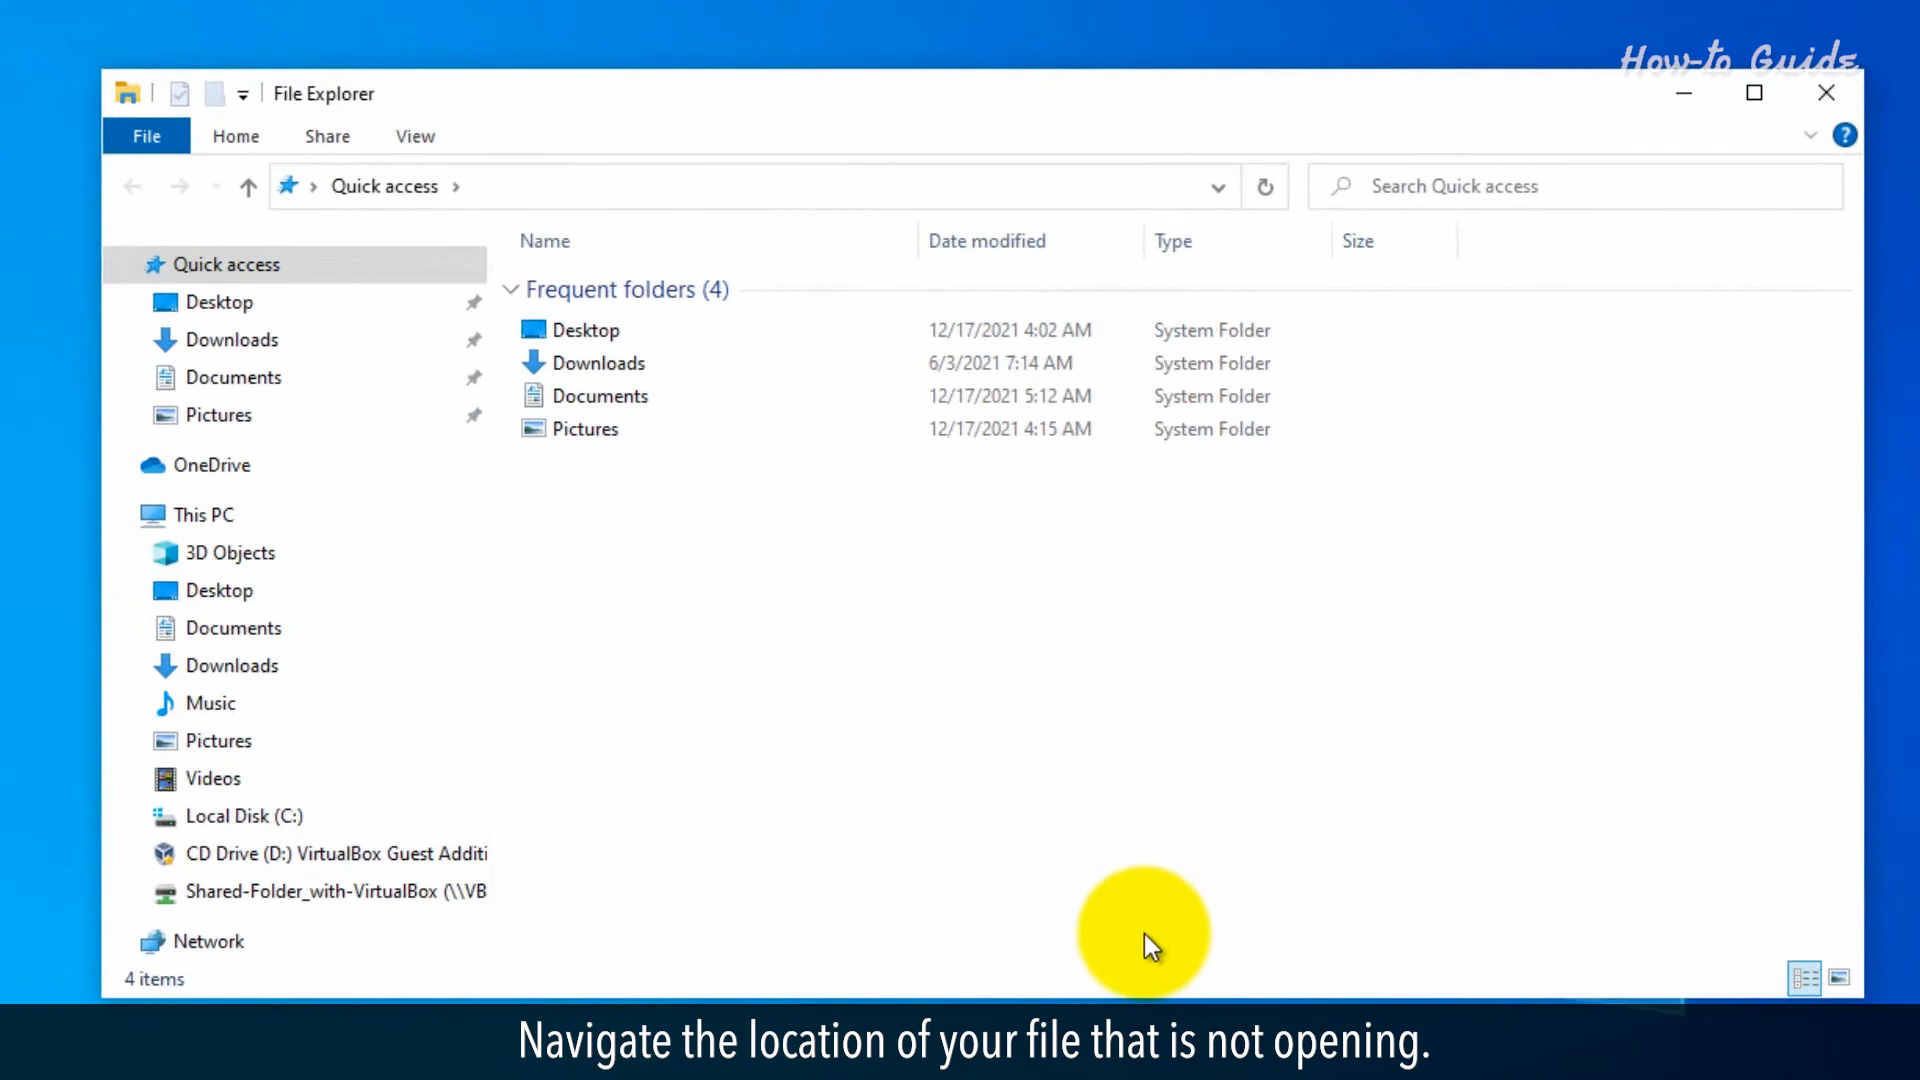 How-to Guide
File Explorer
File Home Share View
Quick access
Search Quick access
Name Date modified Type Size
Quick access
Desktop
Downloads
Documents
Pictures
OneDrive
This PC
3D Objects
Desktop
Documents
Downloads
Music
Pictures
Videos
Local Disk (C:)
CD Drive (D:) VirtualBox Guest Additi
Shared-Folder_with-VirtualBox (\\VB
Network
Frequent folders (4)
Desktop 12/17/2021 4:02 AM System Folder
Downloads 6/3/2021 7:14 AM System Folder
Documents 12/17/2021 5:12 AM System Folder
Pictures 12/17/2021 4:15 AM System Folder
4 items
Navigate the location of your file that is not opening.